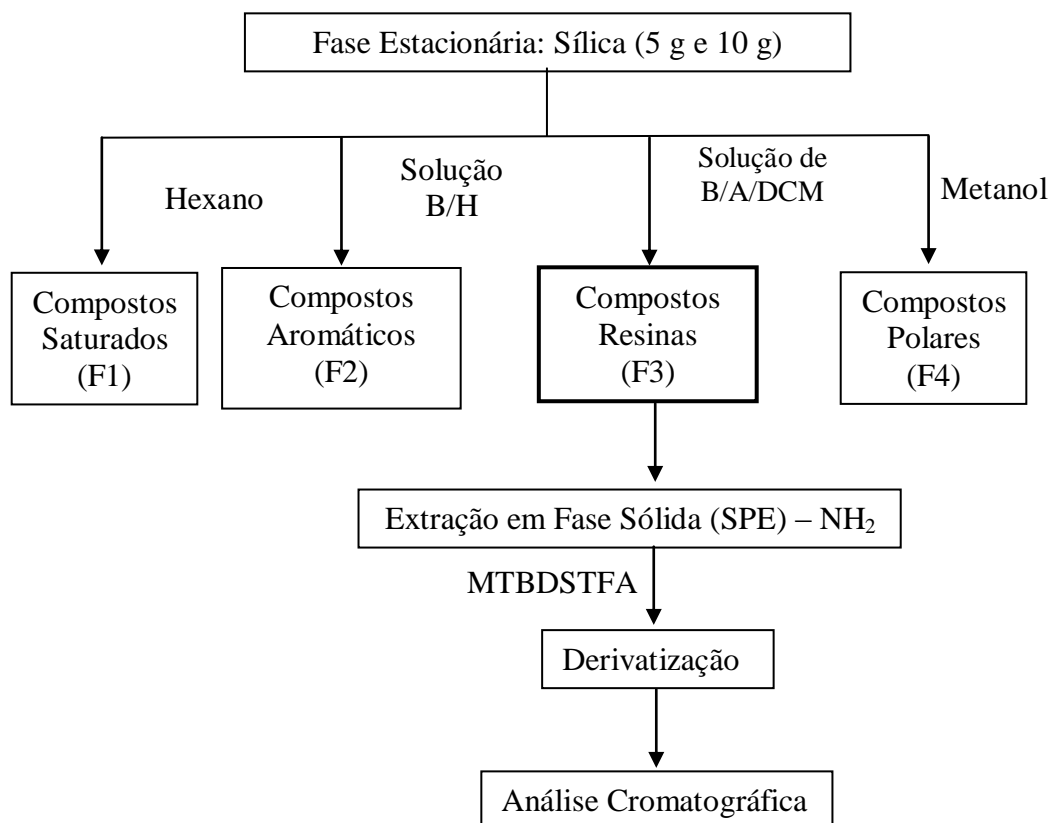 Fase Estacionária: Sílica (5 g e 10 g)
Hexano
Solução
B/H
Solução de
B/A/DCM
Metanol
Compostos
Saturados
(F1)
Compostos
Aromáticos
(F2)
Compostos
Resinas
(F3)
Compostos
Polares
(F4)
Extração em Fase Sólida (SPE) – NH₂
MTBDSTFA
Derivatização
Análise Cromatográfica